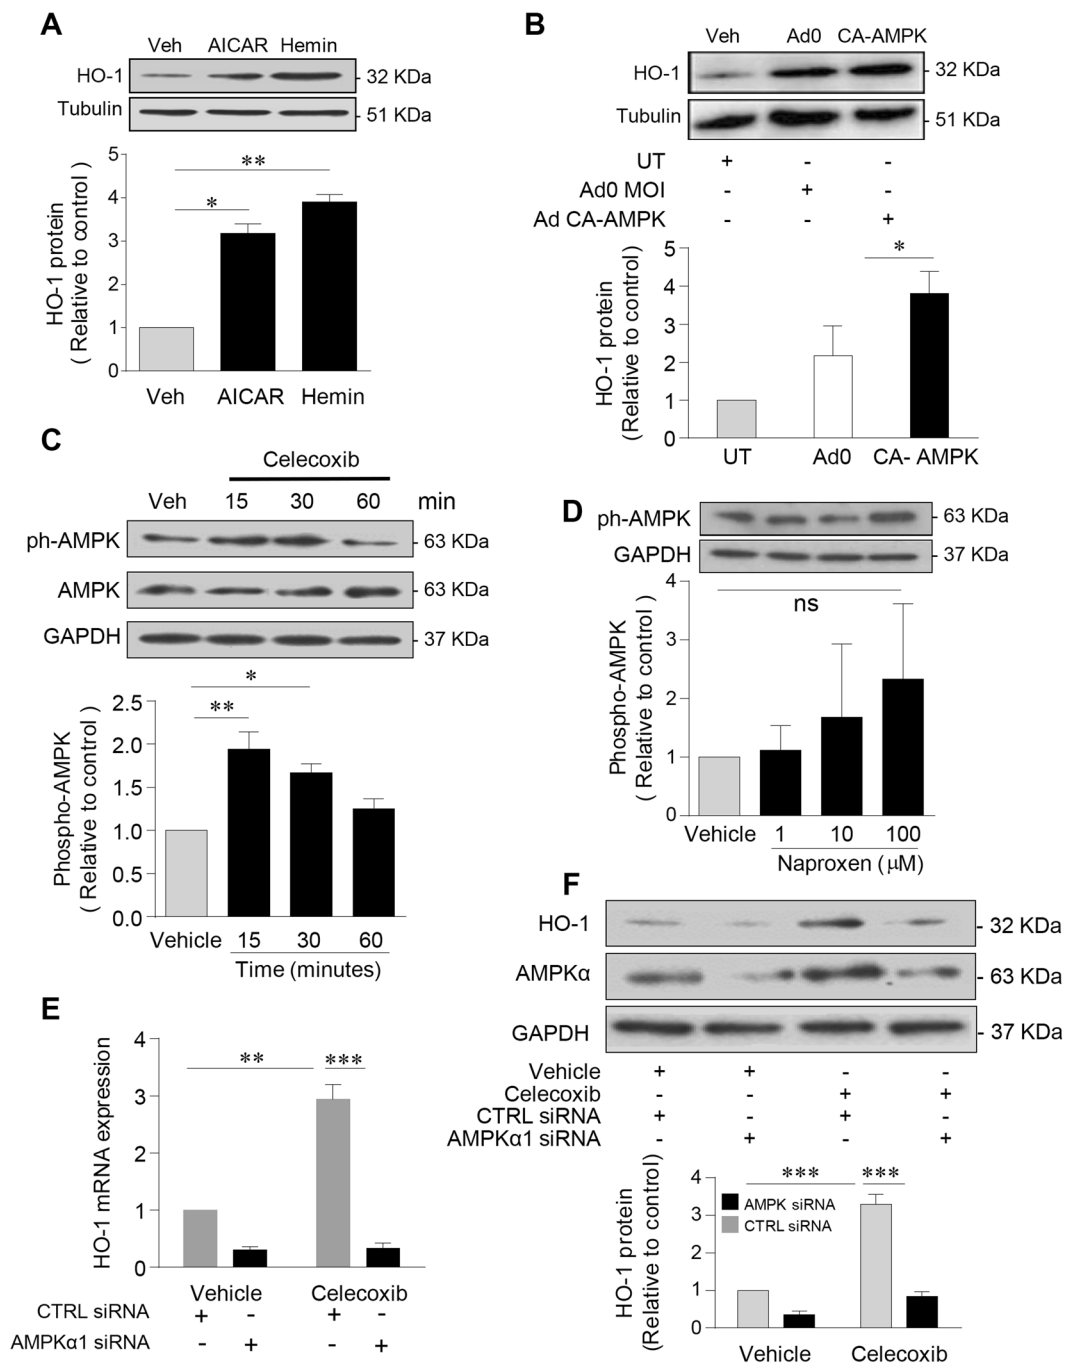 A
Veh AICAR Hemin
HO-1 - 32 KDa
Tubulin - 51 KDa
5
4
3
2
1
0
HO-1 protein
( Relative to control )
**
*
Veh AICAR Hemin
B
Veh Ad0 CA-AMPK
HO-1 - 32 KDa
Tubulin - 51 KDa
UT + - -
Ad0 MOI - + -
Ad CA-AMPK - - +
5
4
3
2
1
0
HO-1 protein
(Relative to control)
*
UT Ad0 CA- AMPK
C
Celecoxib
Veh 15 30 60 min
ph-AMPK - 63 KDa
AMPK - 63 KDa
GAPDH - 37 KDa
2.5
2.0
1.5
1.0
0.5
0.0
Phospho-AMPK
( Relative to control )
*
**
Vehicle 15 30 60
Time (minutes)
D
ph-AMPK - 63 KDa
GAPDH - 37 KDa
4
3
2
1
0
Phospho-AMPK
( Relative to control )
ns
Vehicle 1 10 100
Naproxen (μM)
E
4
3
2
1
0
HO-1 mRNA expression
** ***
Vehicle Celecoxib
CTRL siRNA + - + -
AMPKα1 siRNA - + - +
F
HO-1 - 32 KDa
AMPKα - 63 KDa
GAPDH - 37 KDa
Vehicle + + - -
Celecoxib - - + +
CTRL siRNA + - + -
AMPKα1 siRNA - + - +
4
3
2
1
0
HO-1 protein
(Relative to control)
*** ***
AMPK siRNA
CTRL siRNA
Vehicle Celecoxib